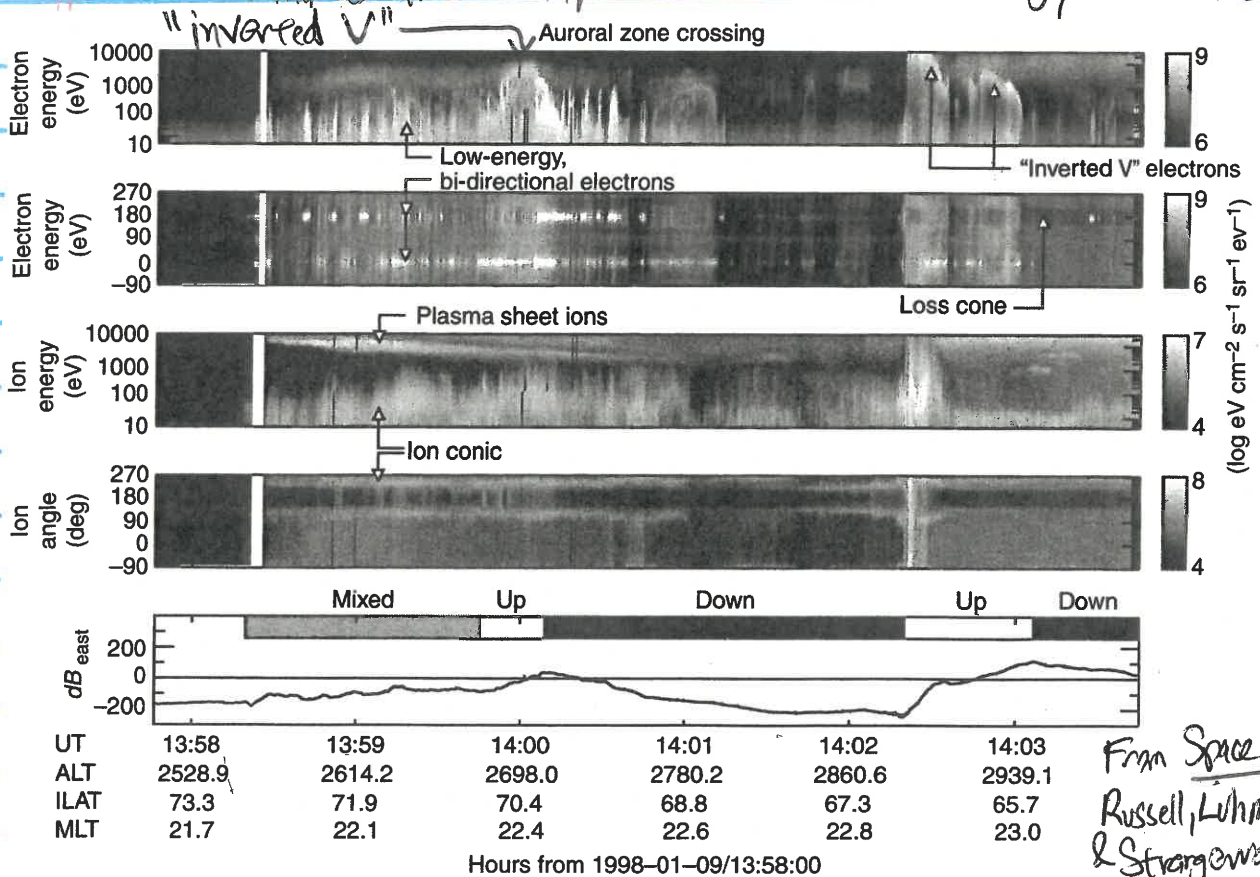 "inverted V"
Auroral zone crossing
Electron
energy
(eV)
10000
1000
100
10
9
6
Low-energy,
bi-directional electrons
"Inverted V" electrons
Electron
energy
(eV)
270
180
90
0
−90
9
6
Loss cone
(log eV cm−2 s−1 sr−1 ev−1)
Plasma sheet ions
Ion
energy
(eV)
10000
1000
100
10
7
4
Ion conic
Ion
angle
(deg)
270
180
90
0
−90
8
4
Mixed Up Down Up Down
dBeast
200
0
−200
UT 13:58 13:59 14:00 14:01 14:02 14:03
ALT 2528.9 2614.2 2698.0 2780.2 2860.6 2939.1
ILAT 73.3 71.9 70.4 68.8 67.3 65.7
MLT 21.7 22.1 22.4 22.6 22.8 23.0
Hours from 1998–01–09/13:58:00
From Space
Russell,
&